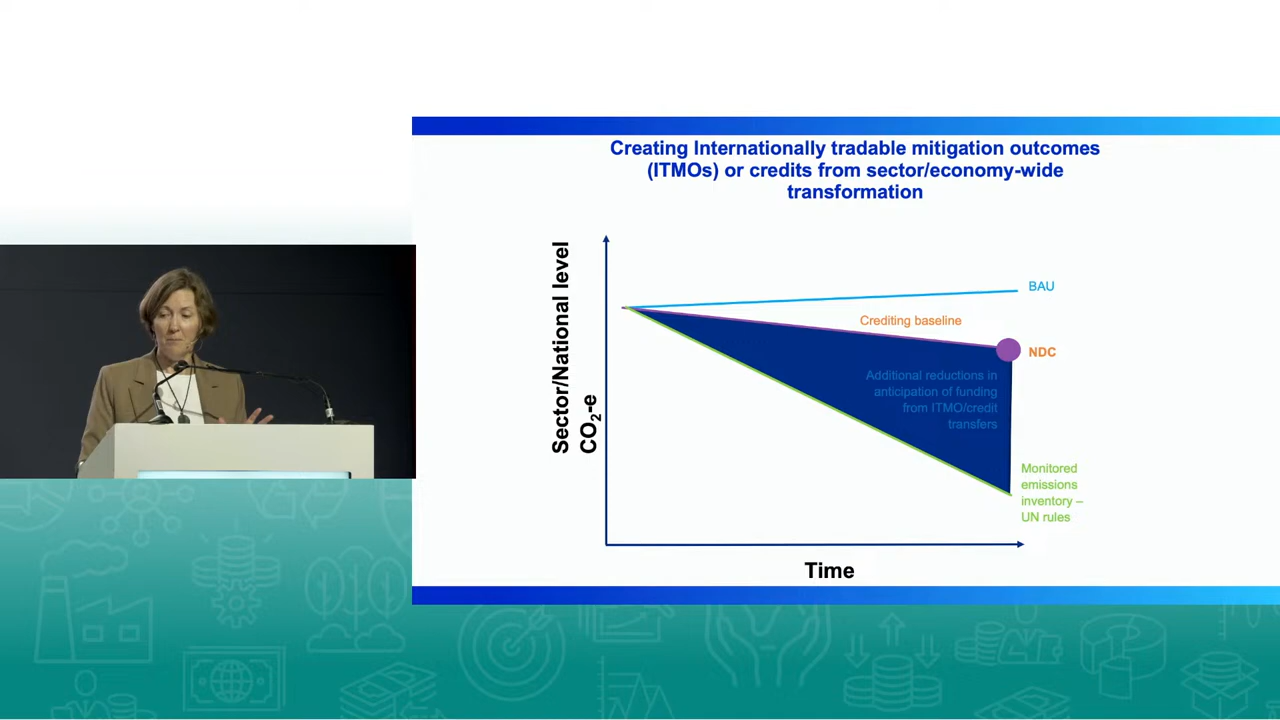 Creating Internationally tradable mitigation outcomes
(ITMOs) or credits from sector/economy-wide
transformation
Sector/National level
CO2-e
BAU
Crediting baseline
NDC
Additional reductions in
anticipation of funding
from ITMO/credit
transfers
Monitored
emissions
inventory –
UN rules
Time